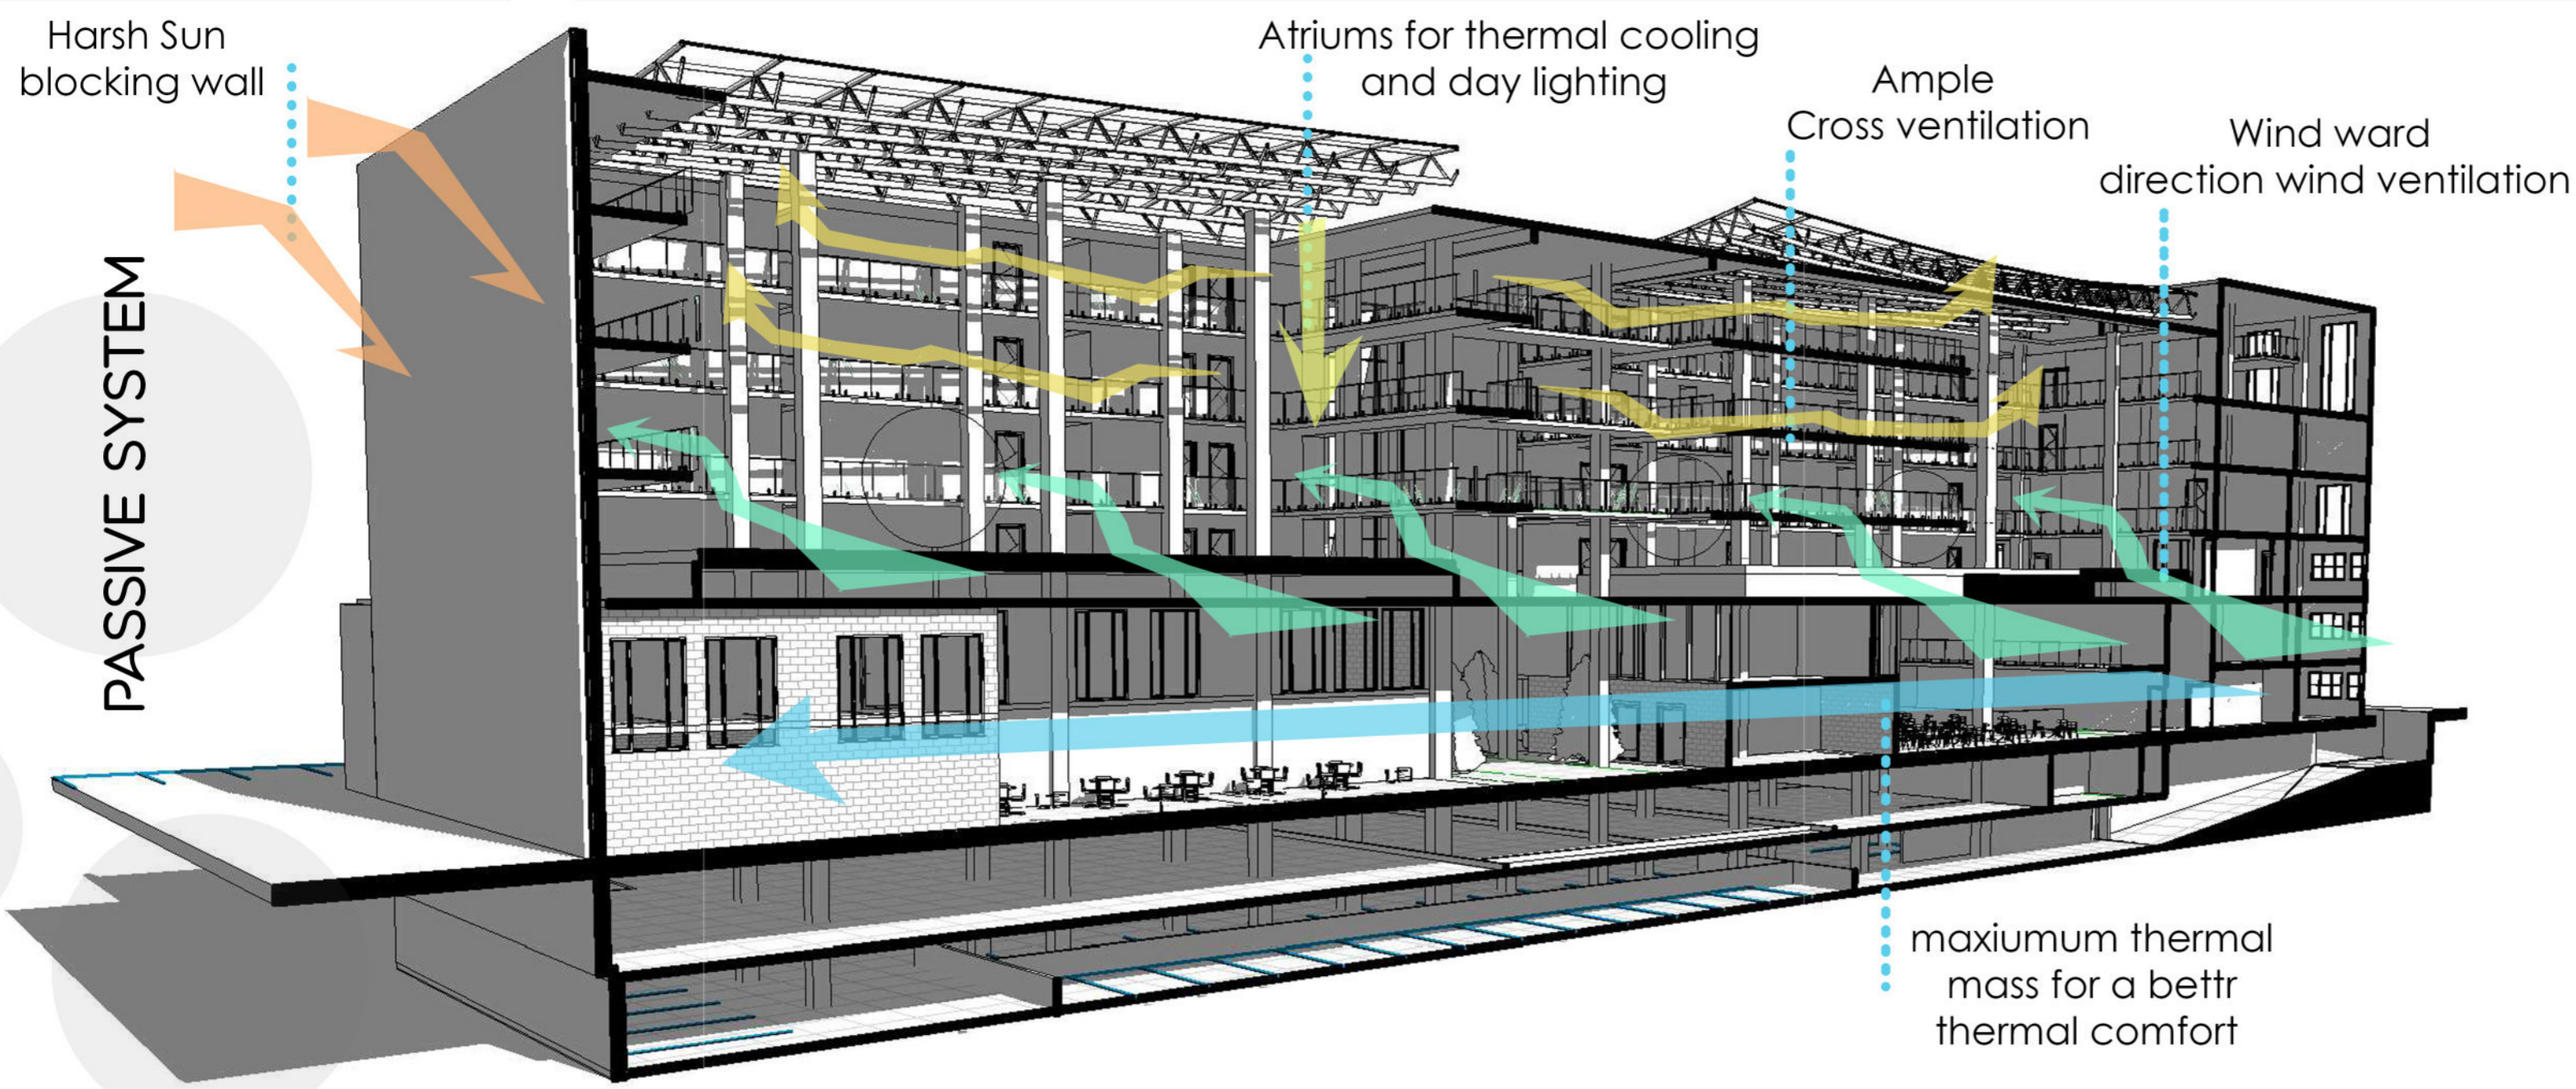 Harsh Sun
blocking wall
Atriums for thermal cooling
and day lighting
Ample
Cross ventilation
Wind ward
direction wind ventilation
PASSIVE SYSTEM
maxiumum thermal
mass for a bettr
thermal comfort